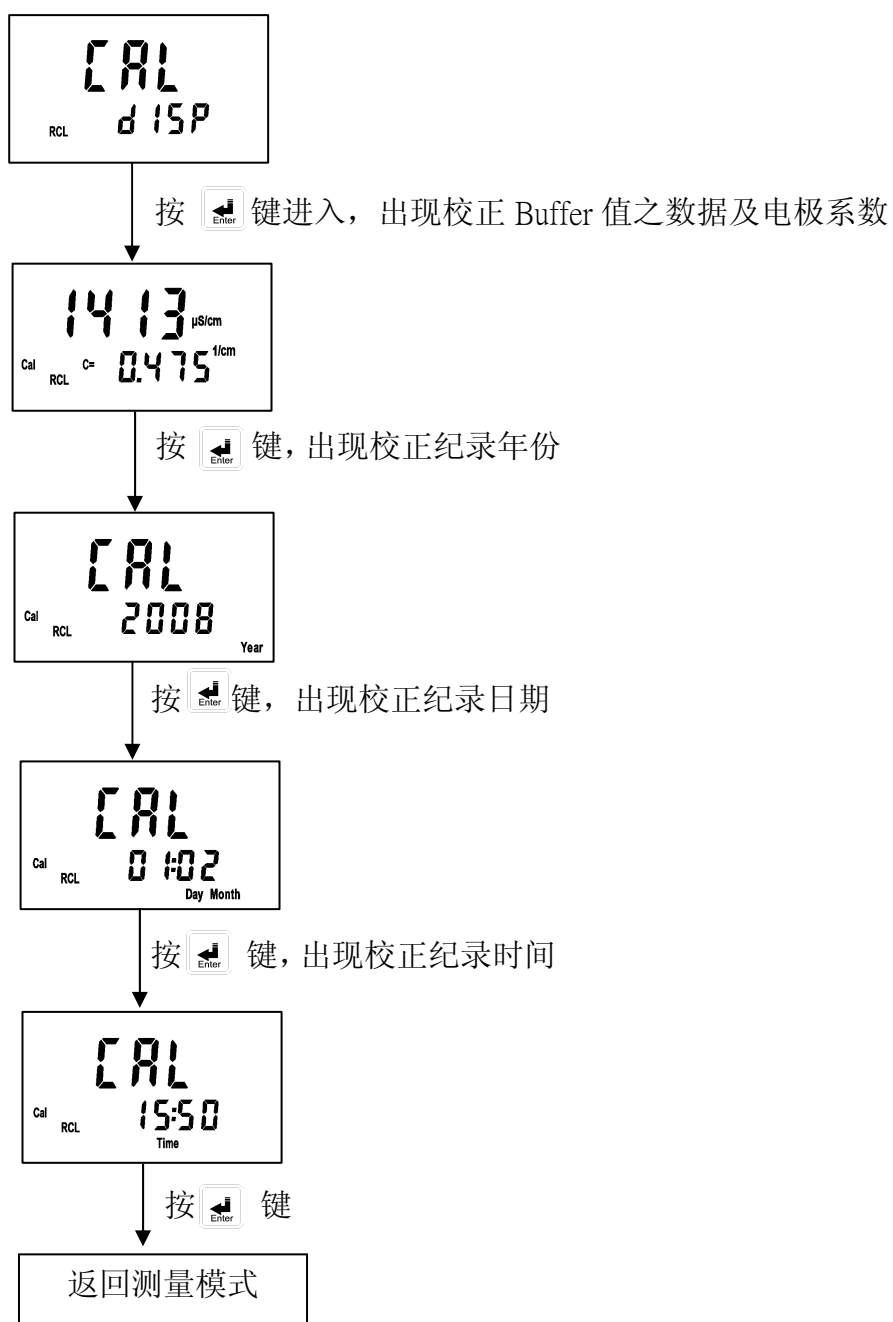 CAL
RCL dISP
按 Enter 键进入，出现校正 Buffer 值之数据及电极系数
1413 µS/cm
Cal RCL C= 0.475 1/cm
按 Enter 键，出现校正纪录年份
CAL
Cal RCL 2008
Year
按 Enter 键，出现校正纪录日期
CAL
Cal RCL 01:02
Day Month
按 Enter 键，出现校正纪录时间
CAL
Cal RCL 15:50
Time
按 Enter 键
返回测量模式